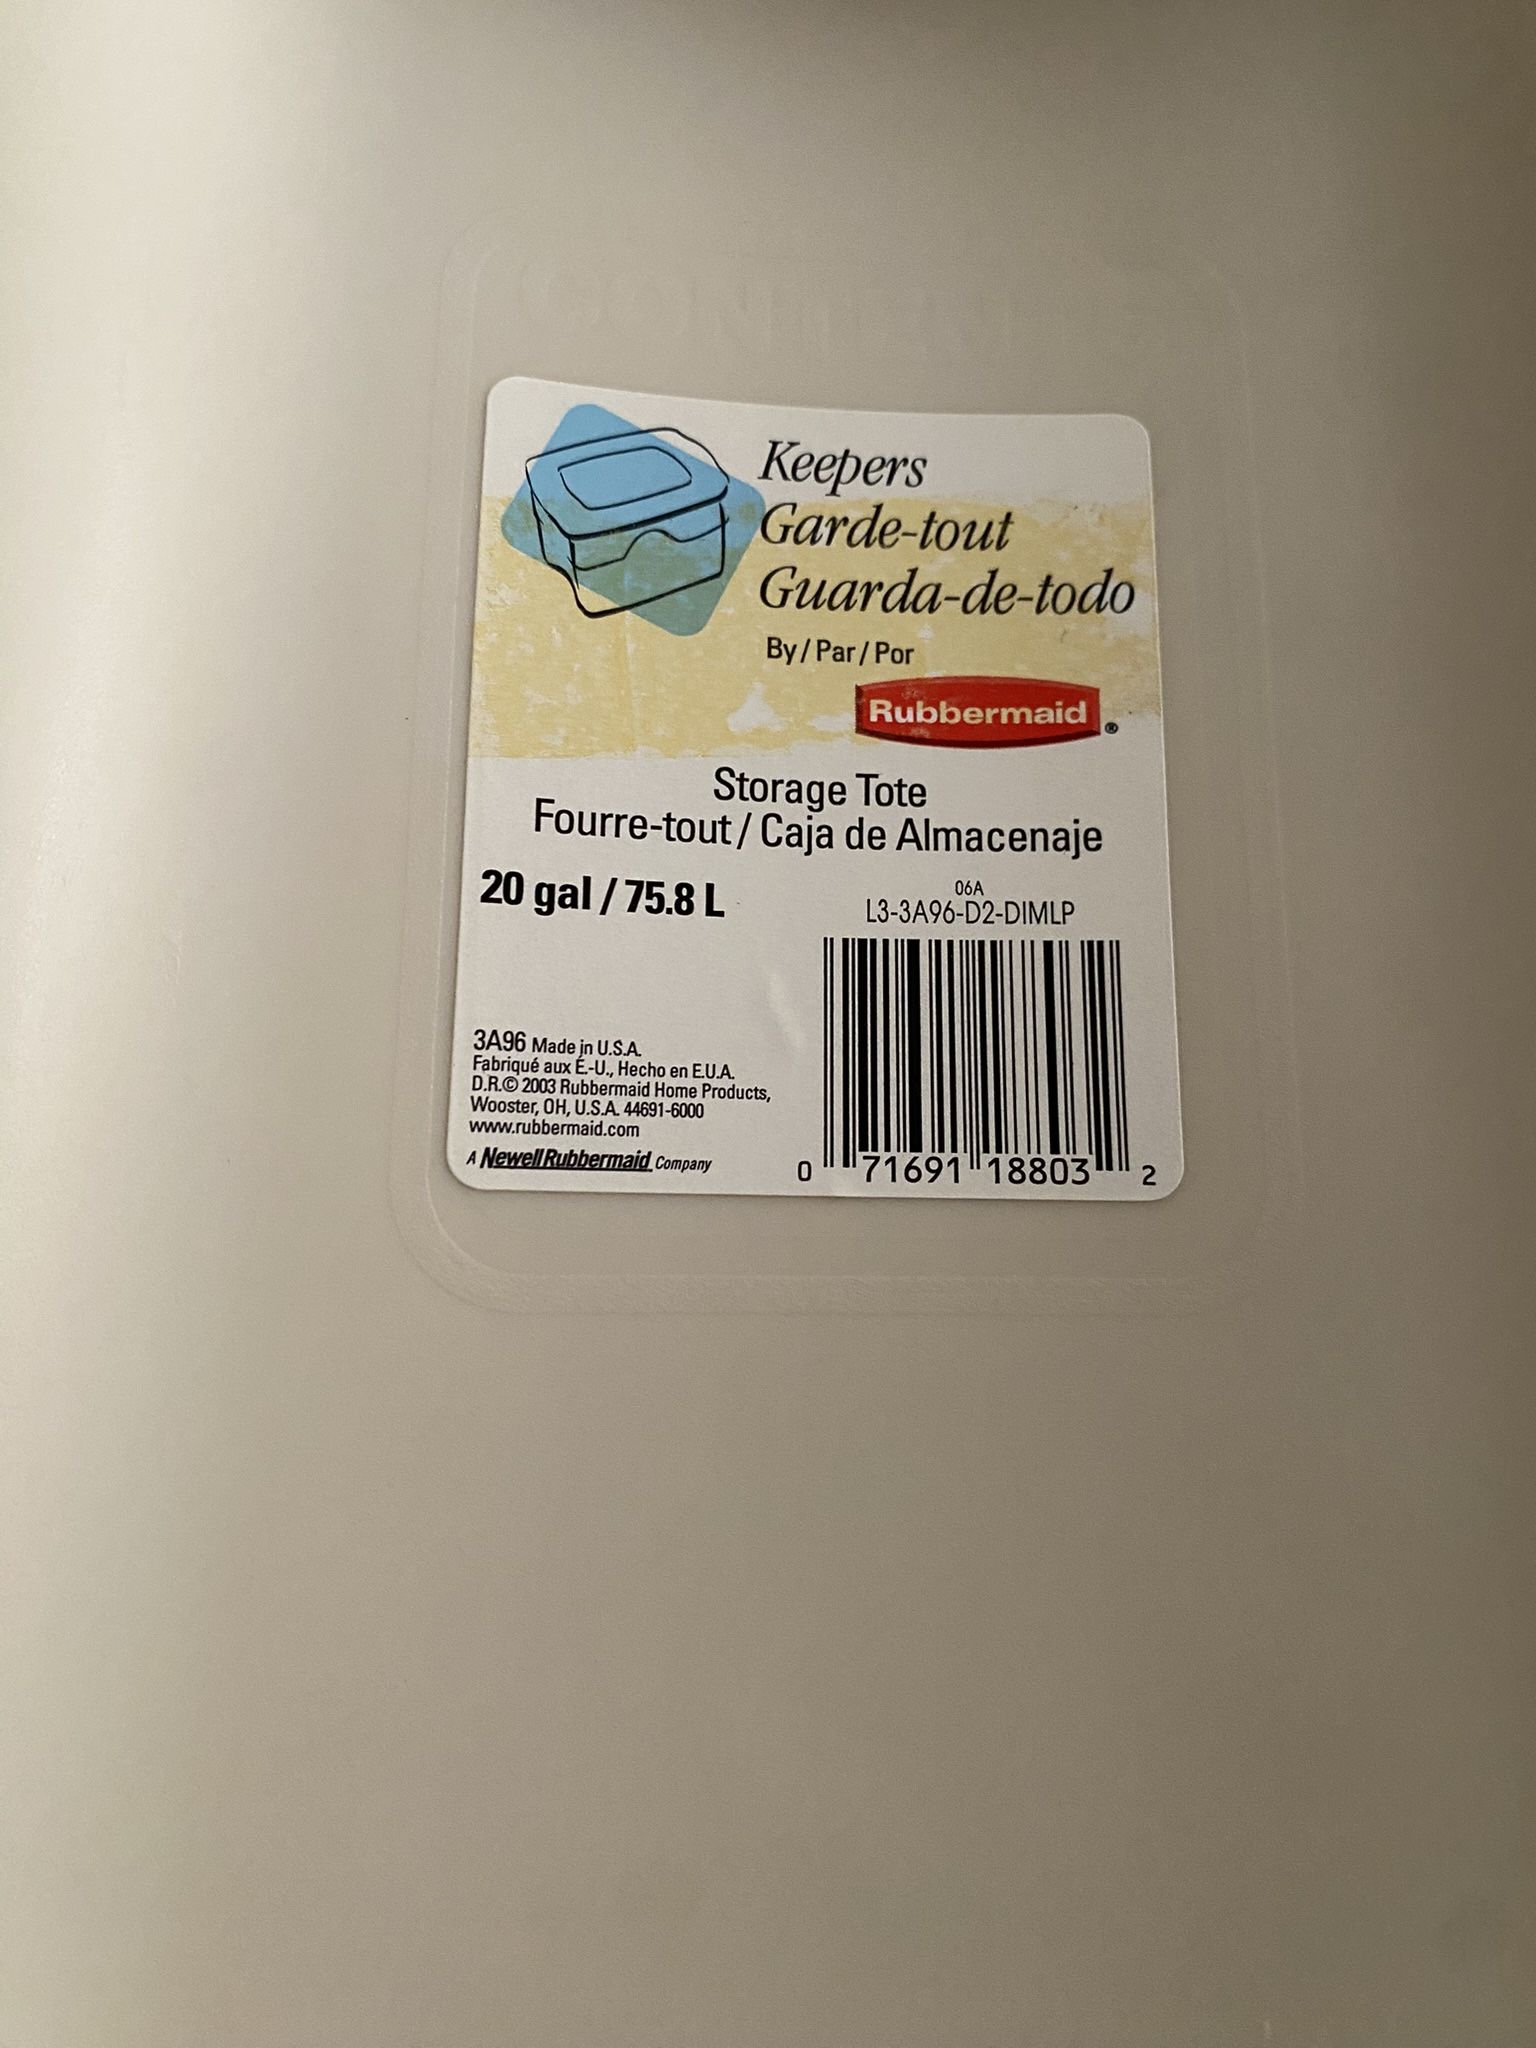 Keepers
Garde-tout
Guarda-de-todo
By / Par / Por
Rubbermaid®
Storage Tote
Fourre-tout / Caja de Almacenaje
20 gal / 75.8 L
06A
L3-3A96-D2-DIMLP
3A96 Made in U.S.A.
Fabriqué aux É.-U., Hecho en E.U.A.
D.R.© 2003 Rubbermaid Home Products,
Wooster, OH, U.S.A. 44691-6000
www.rubbermaid.com
A Newell Rubbermaid Company
0 71691 18803 2